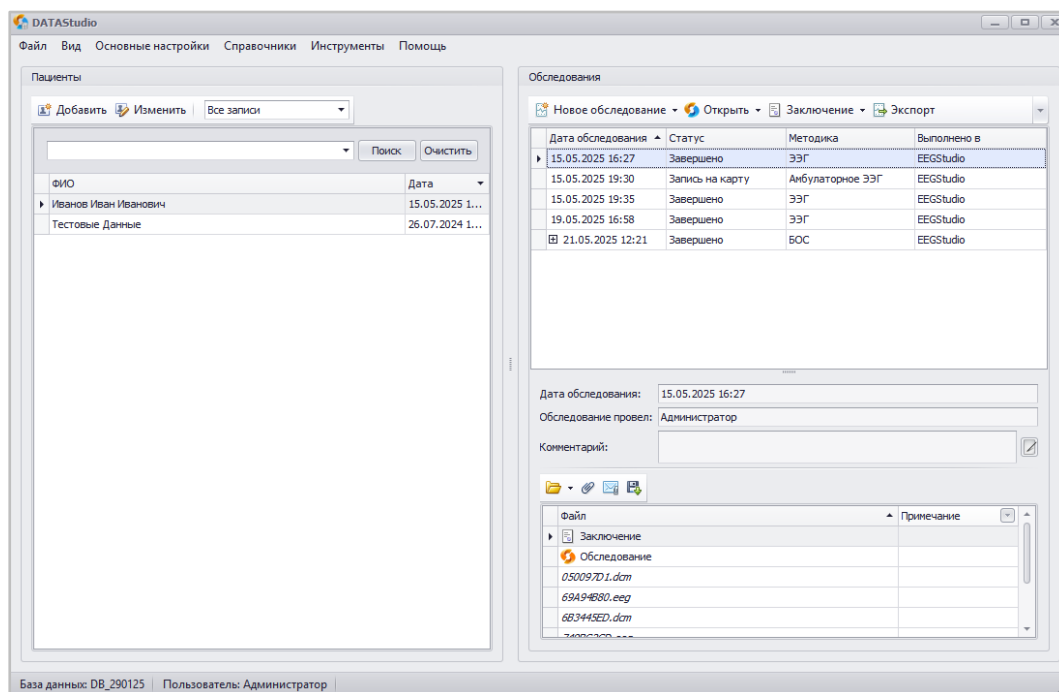 DATAStudio
Файл Вид Основные настройки Справочники Инструменты Помощь
Пациенты
Добавить Изменить Все записи
Поиск Очистить
ФИО Дата
Иванов Иван Иванович 15.05.2025 1...
Тестовые Данные 26.07.2024 1...
Обследования
Новое обследование Открыть Заключение Экспорт
Дата обследования Статус Методика Выполнено в
15.05.2025 16:27 Завершено ЭЭГ EEGStudio
15.05.2025 19:30 Запись на карту Амбулаторное ЭЭГ EEGStudio
15.05.2025 19:35 Завершено ЭЭГ EEGStudio
19.05.2025 16:58 Завершено ЭЭГ EEGStudio
21.05.2025 12:21 Завершено БОС EEGStudio
Дата обследования: 15.05.2025 16:27
Обследование провел: Администратор
Комментарий:
Файл Примечание
Заключение
Обследование
050097D1.dcm
69A94B80.eeg
6B3445ED.dcm
База данных: DB_290125 Пользователь: Администратор